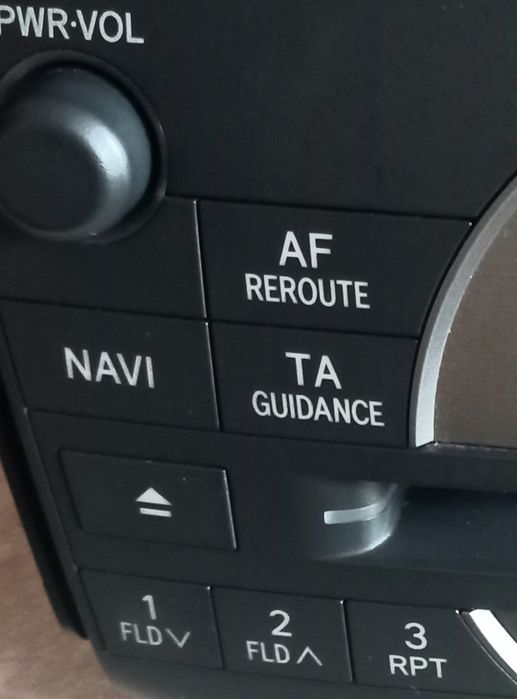 PWR·VOL
AF
REROUTE
NAVI
TA
GUIDANCE
1
FLD ∨
2
FLD ∧
3
RPT